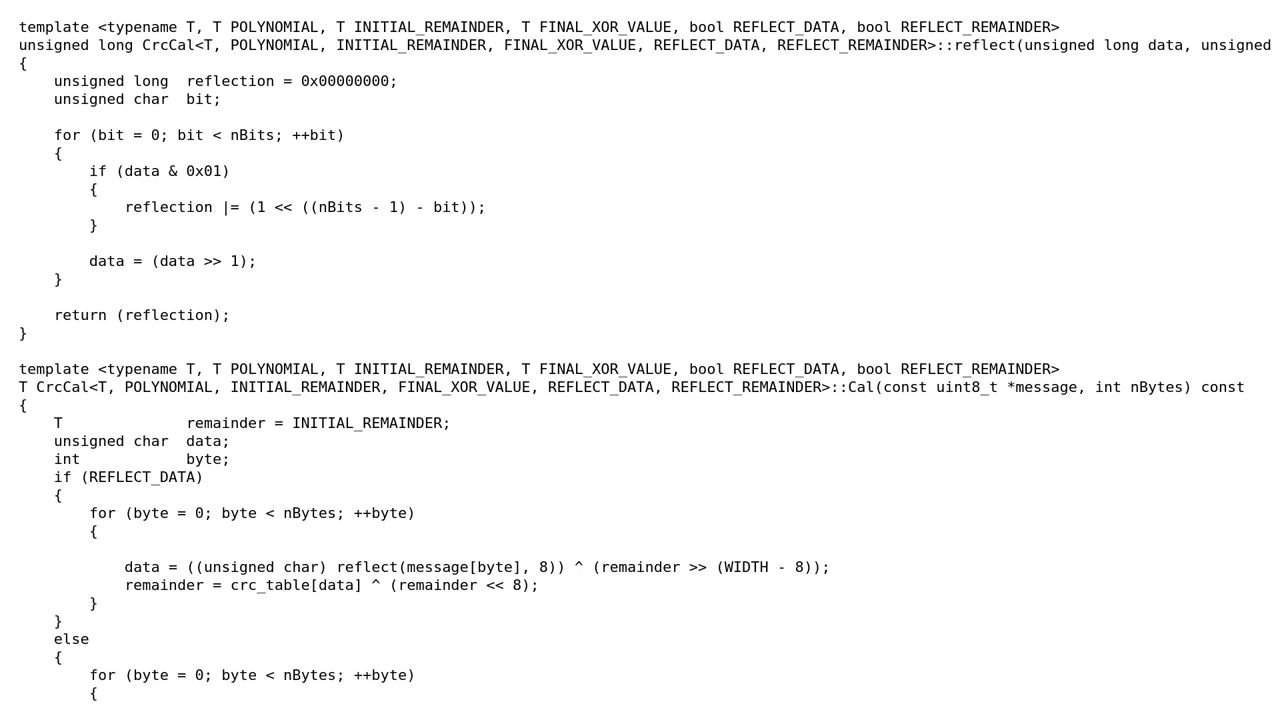 template <typename T, T POLYNOMIAL, T INITIAL_REMAINDER, T FINAL_XOR_VALUE, bool REFLECT_DATA, bool REFLECT_REMAINDER>
unsigned long CrcCal<T, POLYNOMIAL, INITIAL_REMAINDER, FINAL_XOR_VALUE, REFLECT_DATA, REFLECT_REMAINDER>::reflect(unsigned long data, unsigned
{
    unsigned long  reflection = 0x00000000;
    unsigned char  bit;

    for (bit = 0; bit < nBits; ++bit)
    {
        if (data & 0x01)
        {
            reflection |= (1 << ((nBits - 1) - bit));
        }

        data = (data >> 1);
    }

    return (reflection);
}

template <typename T, T POLYNOMIAL, T INITIAL_REMAINDER, T FINAL_XOR_VALUE, bool REFLECT_DATA, bool REFLECT_REMAINDER>
T CrcCal<T, POLYNOMIAL, INITIAL_REMAINDER, FINAL_XOR_VALUE, REFLECT_DATA, REFLECT_REMAINDER>::Cal(const uint8_t *message, int nBytes) const
{
    T              remainder = INITIAL_REMAINDER;
    unsigned char  data;
    int            byte;
    if (REFLECT_DATA)
    {
        for (byte = 0; byte < nBytes; ++byte)
        {

            data = ((unsigned char) reflect(message[byte], 8)) ^ (remainder >> (WIDTH - 8));
            remainder = crc_table[data] ^ (remainder << 8);
        }
    }
    else
    {
        for (byte = 0; byte < nBytes; ++byte)
        {